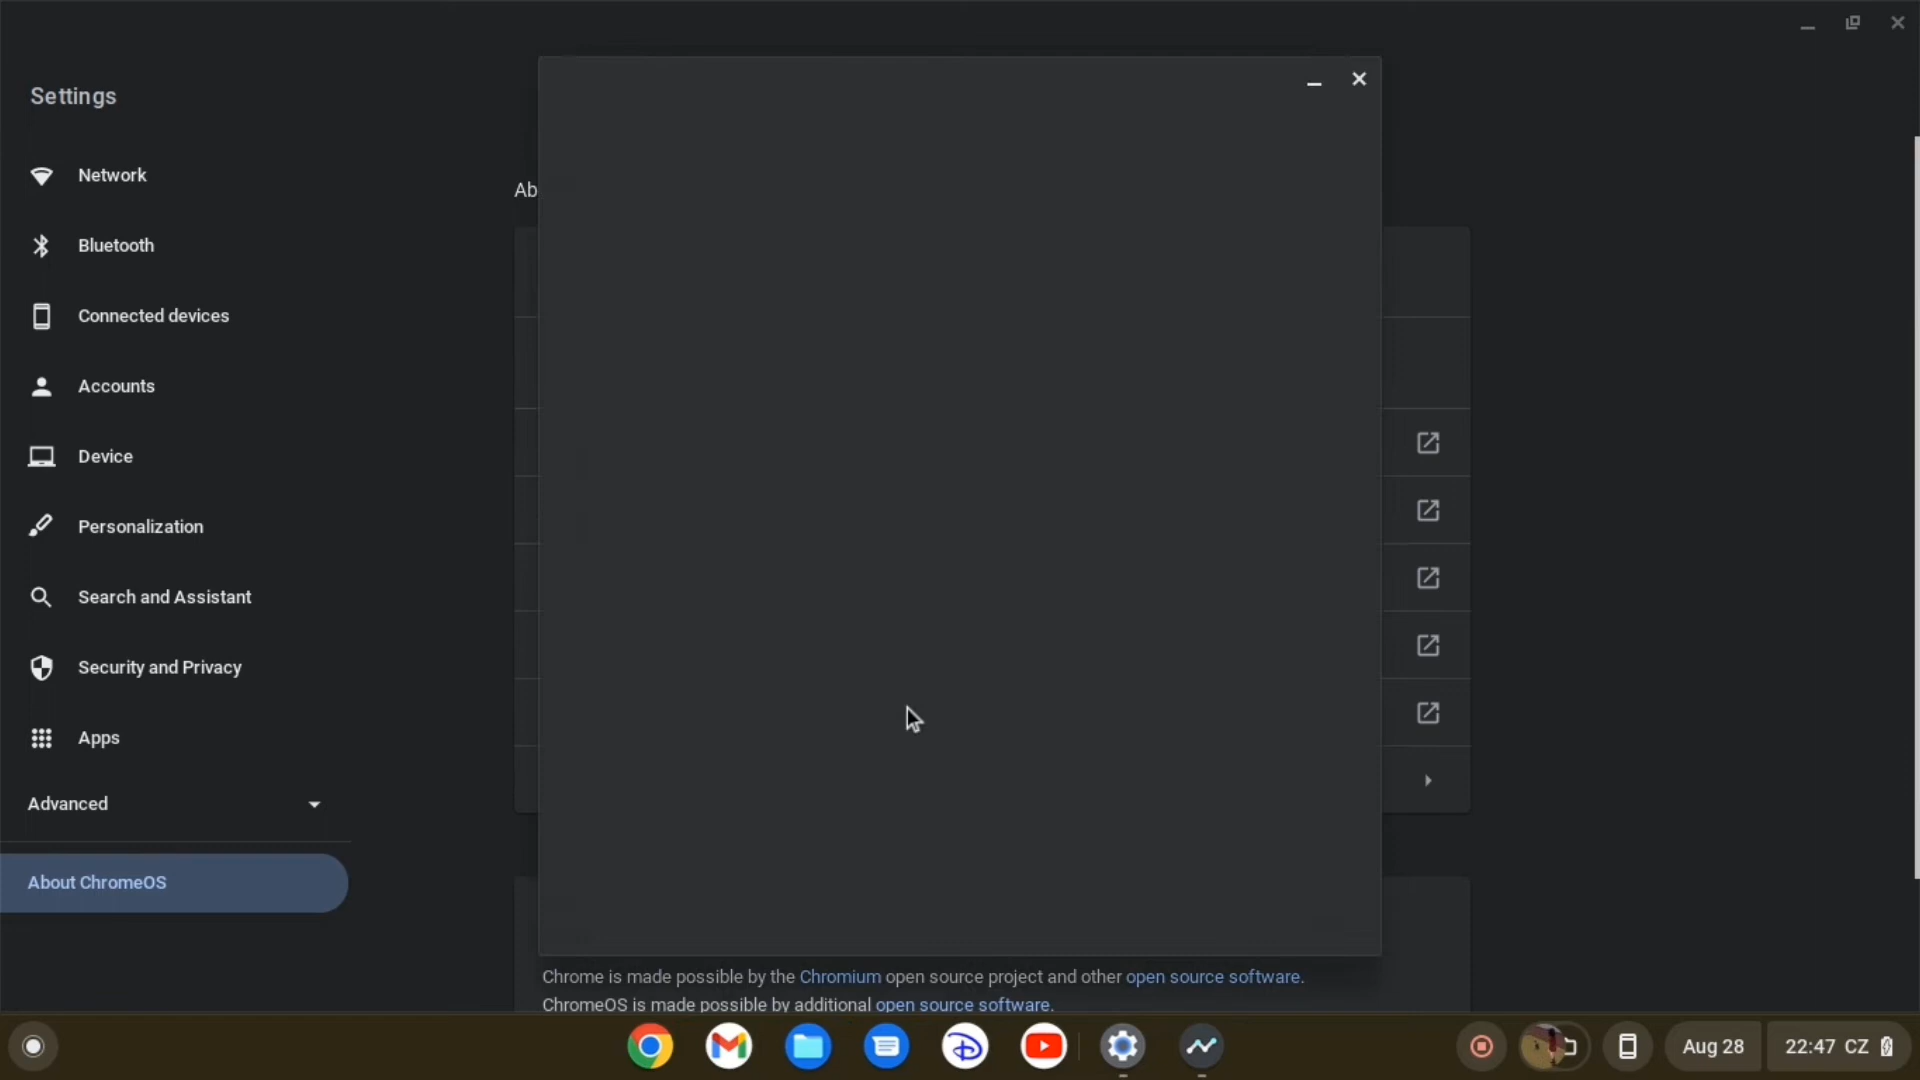 Settings
Network
Bluetooth
Connected devices
Accounts
Device
Personalization
Search and Assistant
Security and Privacy
Apps
Advanced
About ChromeOS
Ab
Chrome is made possible by the Chromium open source project and other open source software.
ChromeOS is made possible by additional open source software.
Aug 28
22:47 CZ